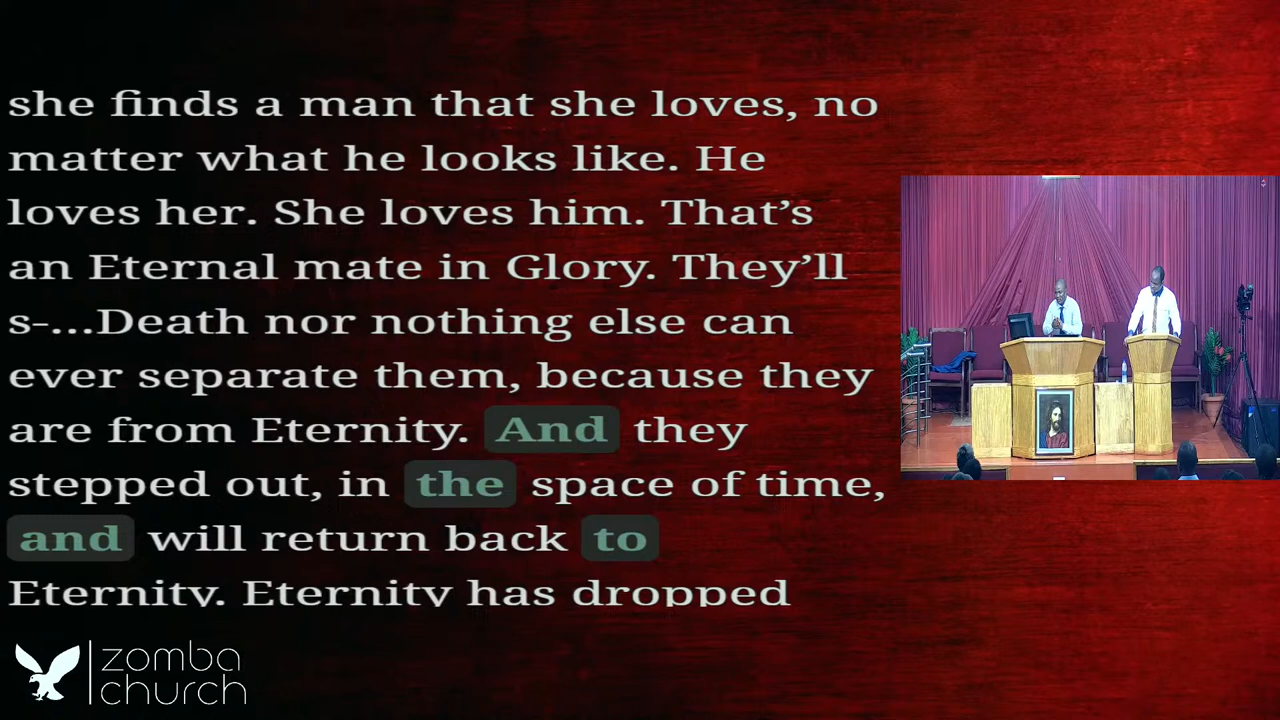 she finds a man that she loves, no
matter what he looks like. He
loves her. She loves him. That’s
an Eternal mate in Glory. They’ll
s-...Death nor nothing else can
ever separate them, because they
are from Eternity. And they
stepped out, in the space of time,
and will return back to
Eternity. Eternity has dropped
zomba
church